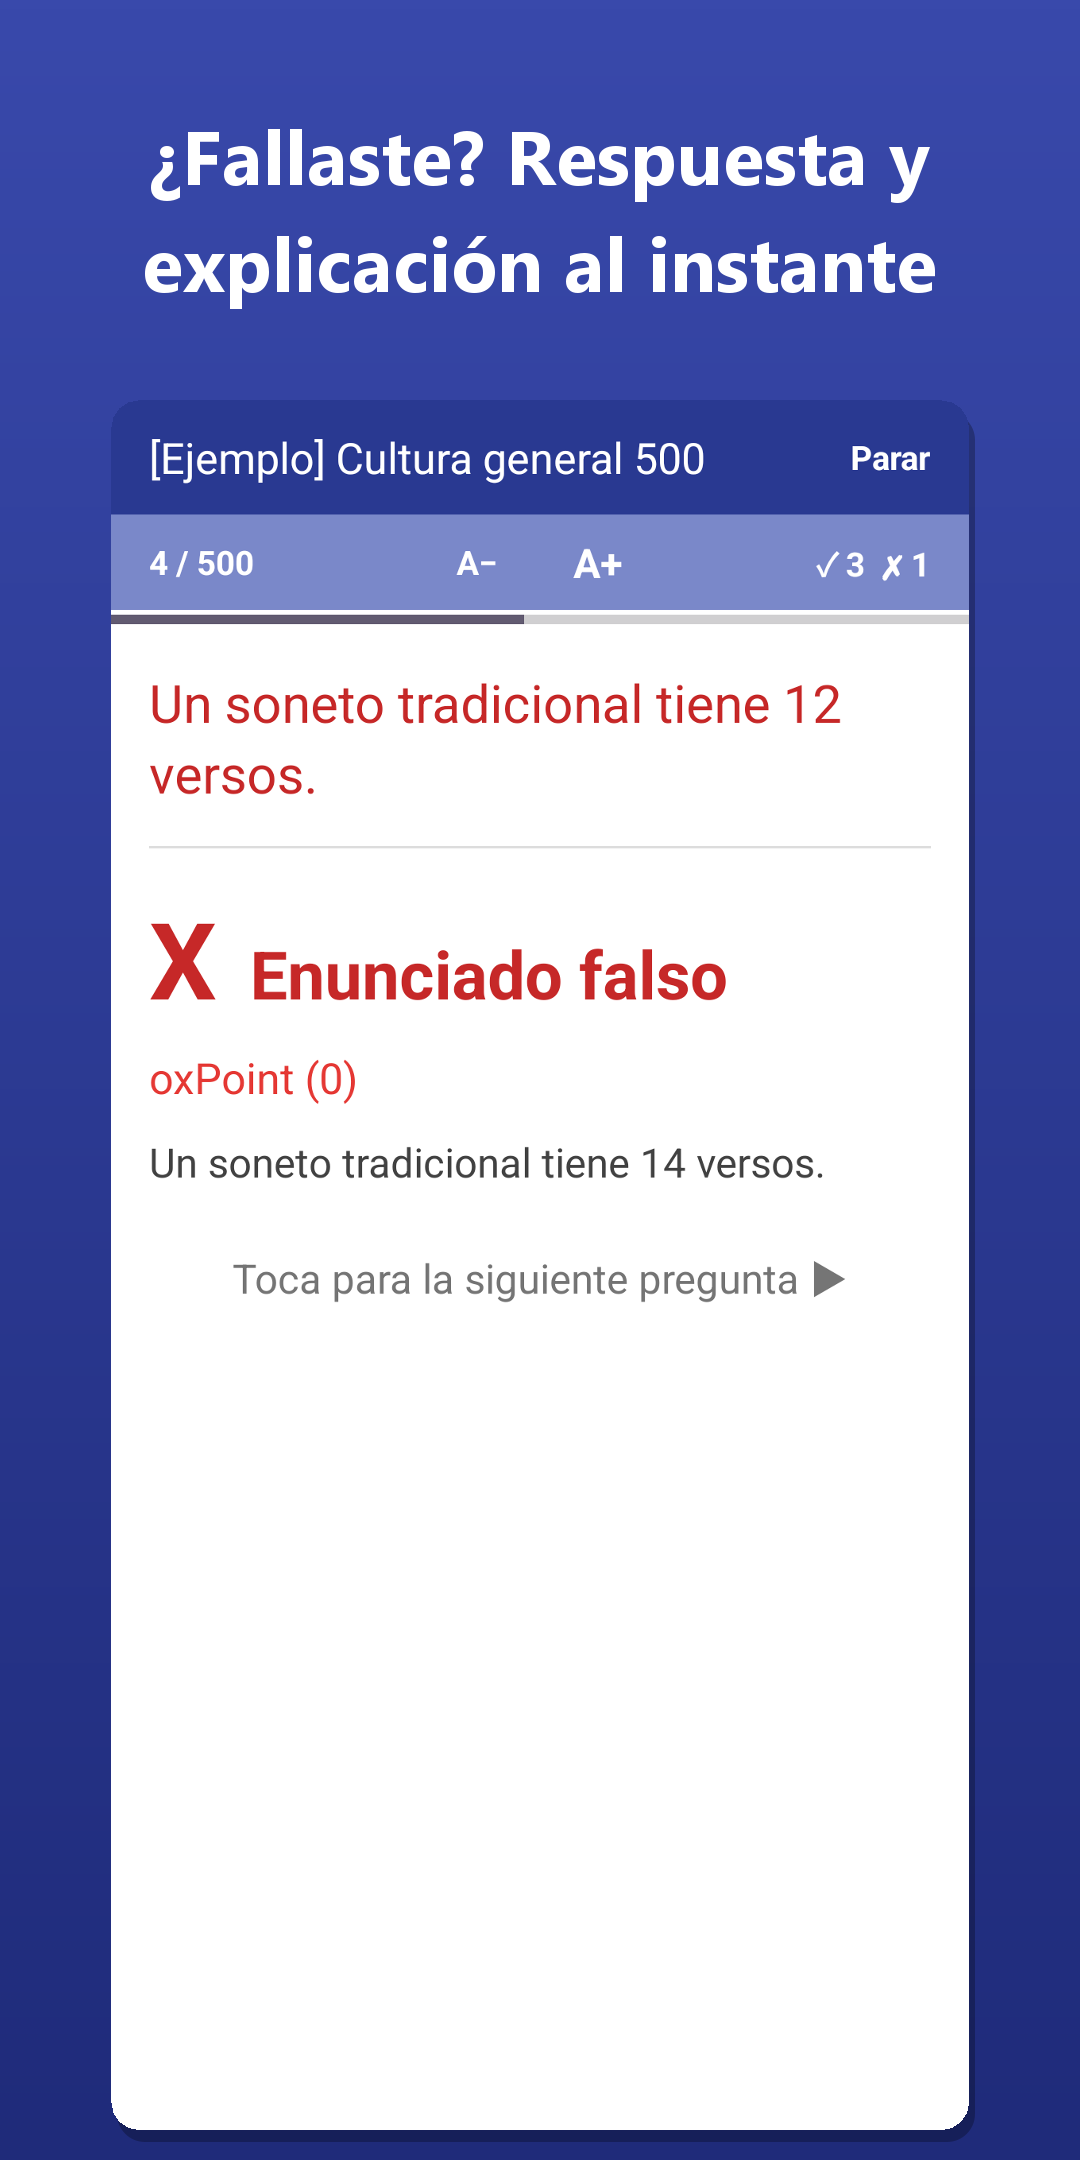 ¿Fallaste? Respuesta y
explicación al instante
[Ejemplo] Cultura general 500
Parar
4 / 500
A−
A+
✓3 ✗1
Un soneto tradicional tiene 12
versos.
X Enunciado falso
oxPoint (0)
Un soneto tradicional tiene 14 versos.
Toca para la siguiente pregunta ▶